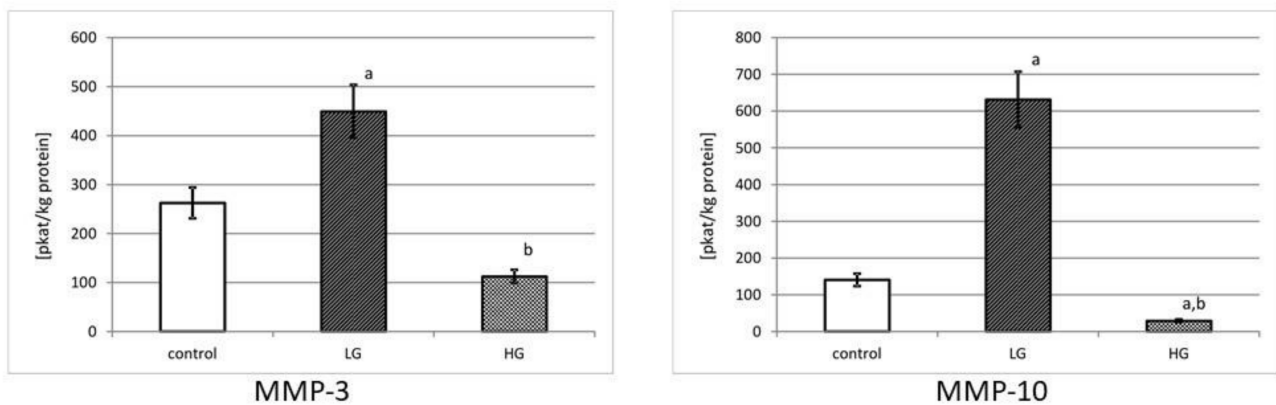 600
500
400
300
200
100
0
[pkat/kg protein]
a
b
control LG HG
MMP-3
800
700
600
500
400
300
200
100
0
[pkat/kg protein]
a
a,b
control LG HG
MMP-10